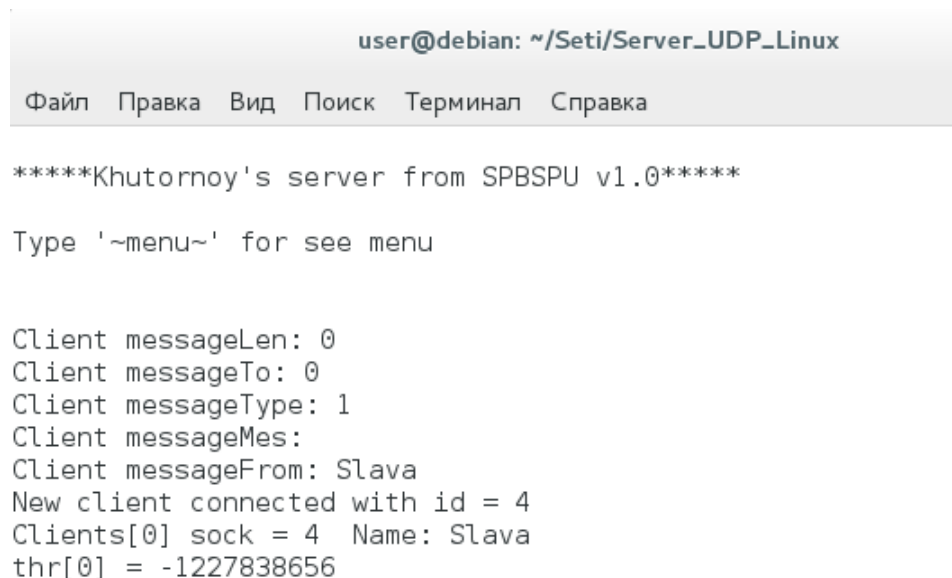 user@debian: ~/Seti/Server_UDP_Linux
Файл Правка Вид Поиск Терминал Справка
*****Khutornoy's server from SPBSPU v1.0*****
Type '~menu~' for see menu
Client messageLen: 0
Client messageTo: 0
Client messageType: 1
Client messageMes:
Client messageFrom: Slava
New client connected with id = 4
Clients[0] sock = 4  Name: Slava
thr[0] = -1227838656